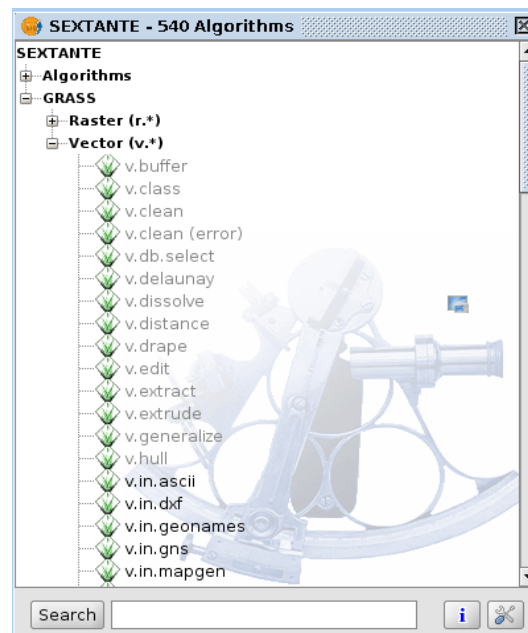 SEXTANTE - 540 Algorithms
SEXTANTE
Algorithms
GRASS
Raster (r.*)
Vector (v.*)
v.buffer
v.class
v.clean
v.clean (error)
v.db.select
v.delaunay
v.dissolve
v.distance
v.drape
v.edit
v.extract
v.extrude
v.generalize
v.hull
v.in.ascii
v.in.dxf
v.in.geonames
v.in.gns
v.in.mapgen
Search